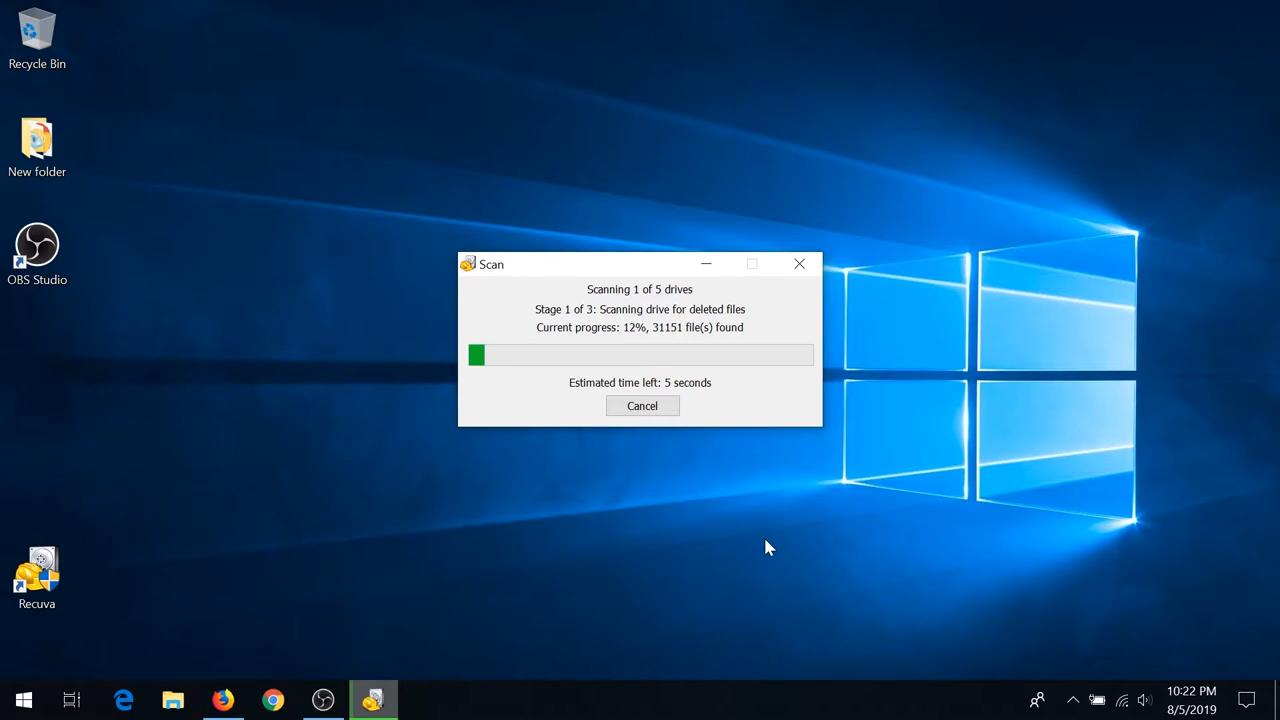 Recycle Bin
New folder
OBS Studio
Recuva
Scan
Scanning 1 of 5 drives
Stage 1 of 3: Scanning drive for deleted files
Current progress: 12%, 31151 file(s) found
Estimated time left: 5 seconds
Cancel
10:22 PM
8/5/2019